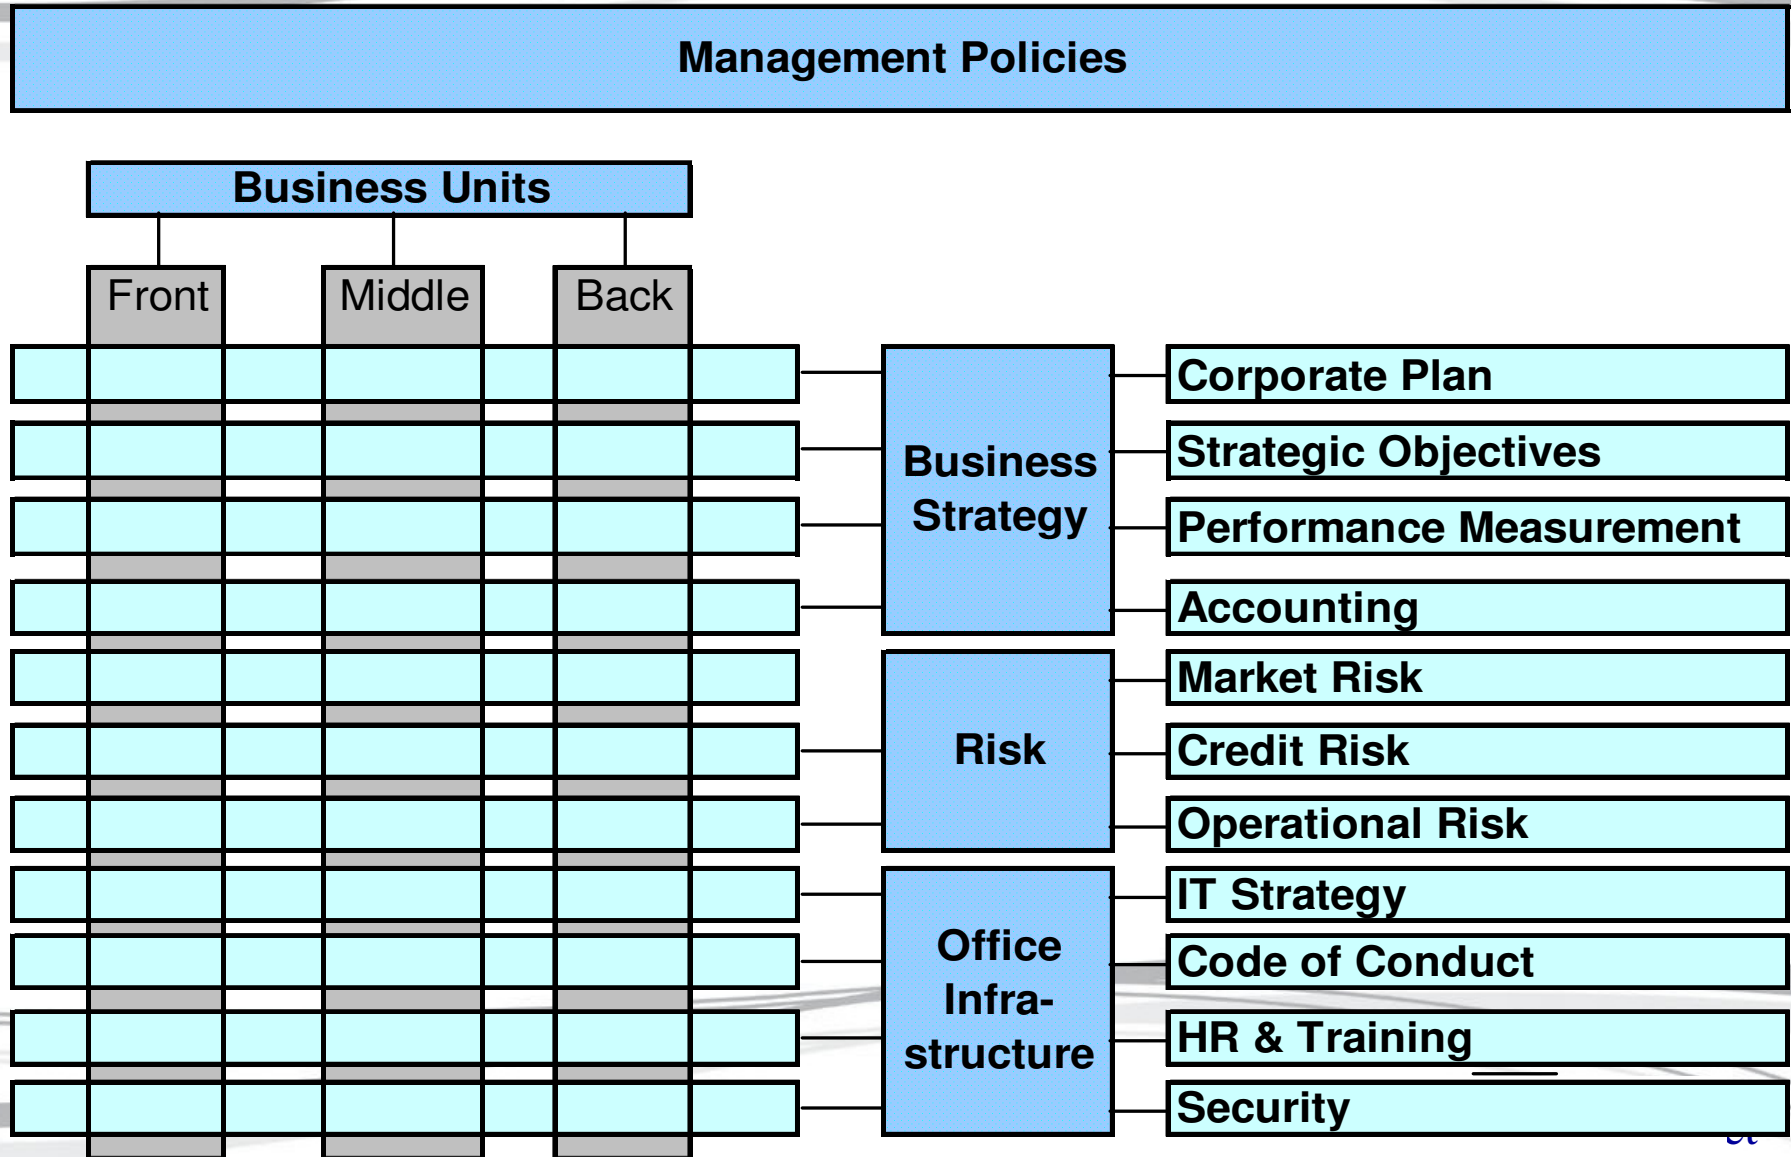 Management Policies
Business Units
Front
Middle
Back
Business
Strategy
Corporate Plan
Strategic Objectives
Performance Measurement
Accounting
Risk
Market Risk
Credit Risk
Operational Risk
Office
Infra-
structure
IT Strategy
Code of Conduct
HR & Training
Security